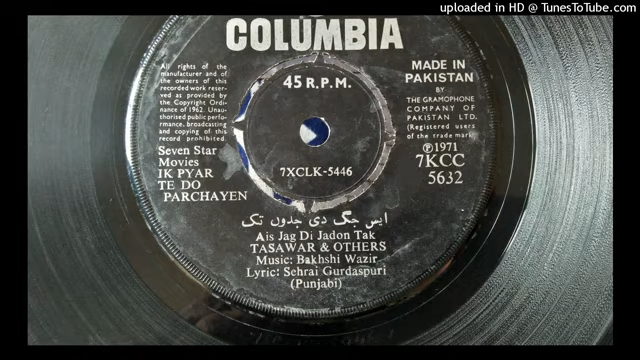 uploaded in HD @ TunesToTube.com
COLUMBIA
All rights of the
manufacturer and of
the owners of this
recorded work reser-
ved as provided by
the Copyright Ordi-
nance of 1962. Unau-
thorised public perfor-
mance, broadcasting
and copying of this
record prohibited.
45 R.P.M.
MADE IN
PAKISTAN
BY
THE GRAMOPHONE
COMPANY OF
PAKISTAN LTD.
(Registered users
of the trade mark)
Ⓟ1971
7KCC
5632
Seven Star
Movies
IK PYAR
TE DO
PARCHAYEN
7XCLK-5446
ایس جگ دی جدوں تک
Ais Jag Di Jadon Tak
TASAWAR & OTHERS
Music: Bakhshi Wazir
Lyric: Sehrai Gurdaspuri
(Punjabi)